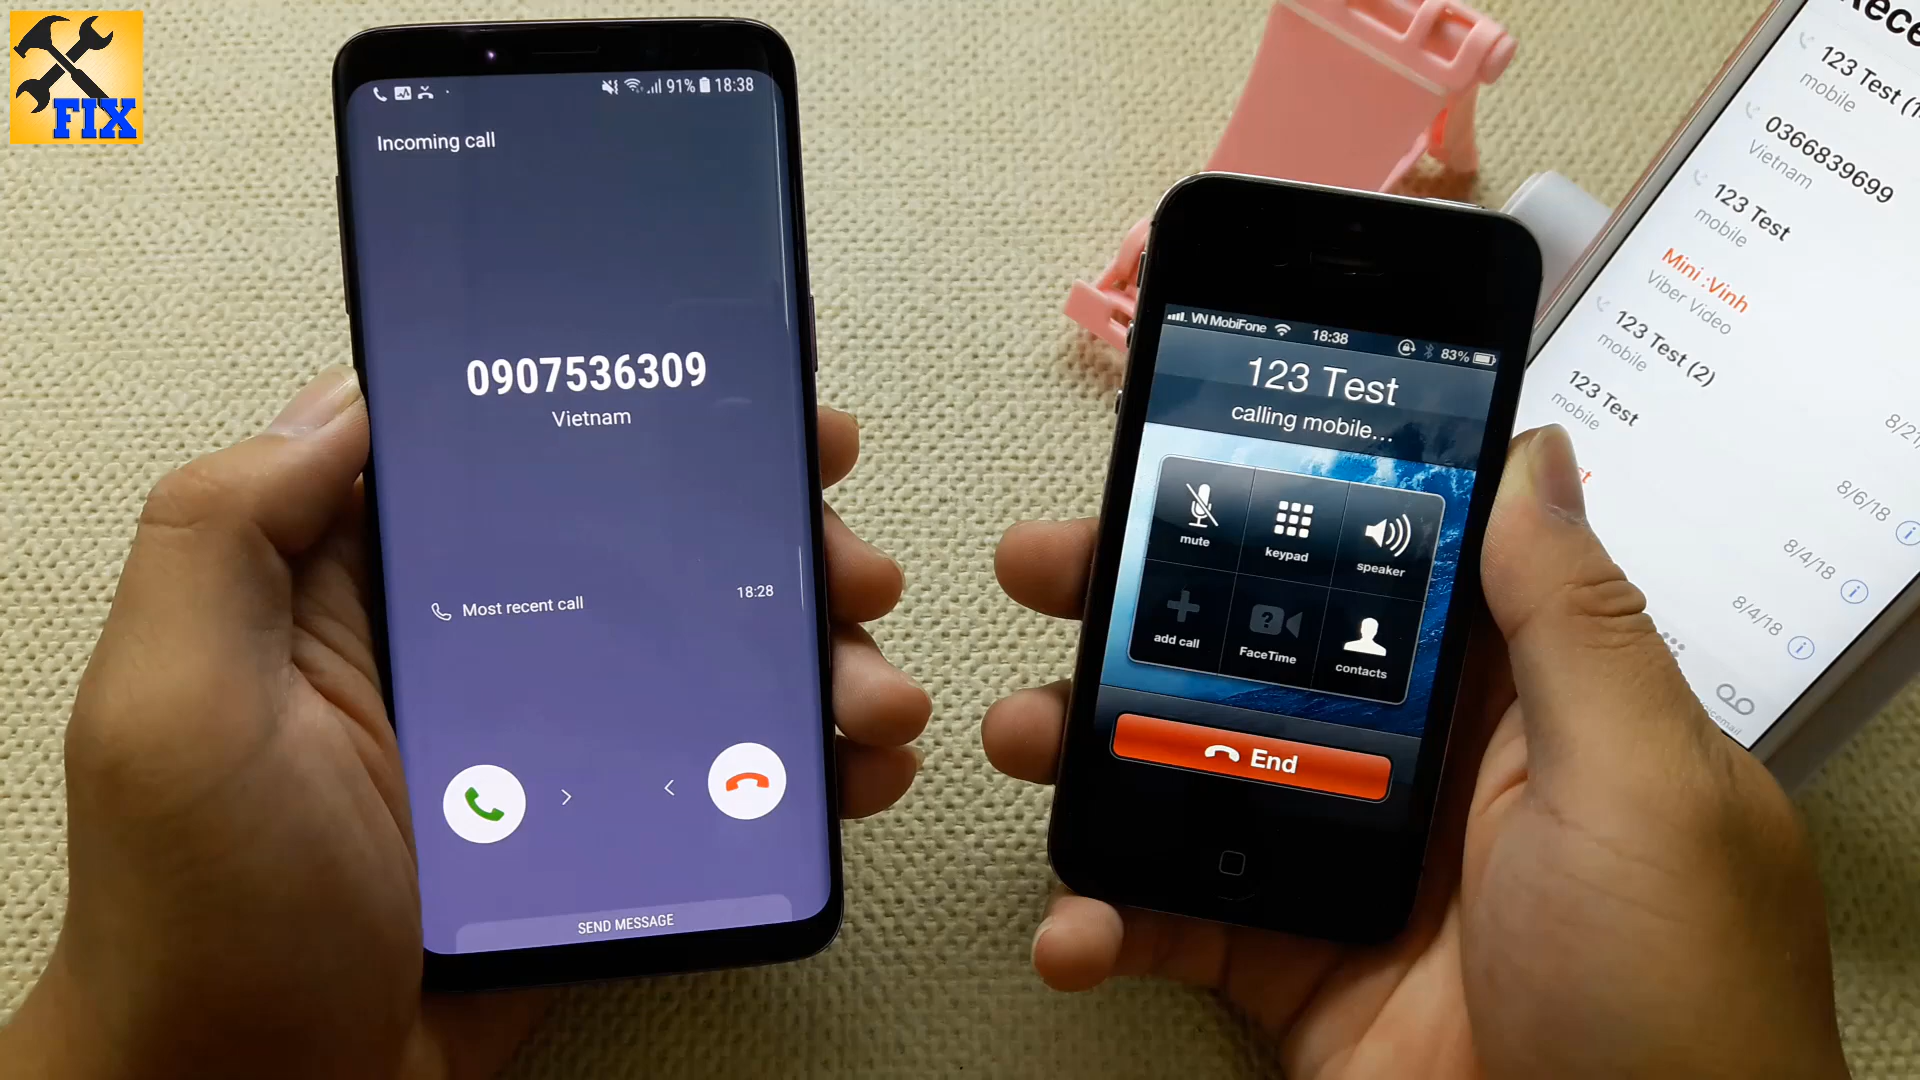 FIX
91% 18:38
Incoming call
0907536309
Vietnam
Most recent call
18:28
SEND MESSAGE
VN MobiFone
18:38
83%
123 Test
calling mobile...
mute
keypad
speaker
add call
FaceTime
contacts
End
123 Test
mobile
0366839699
Vietnam
123 Test
mobile
Mini :Vinh
Viber Video
123 Test (2)
mobile
123 Test
mobile
8/6/18
8/4/18
8/4/18